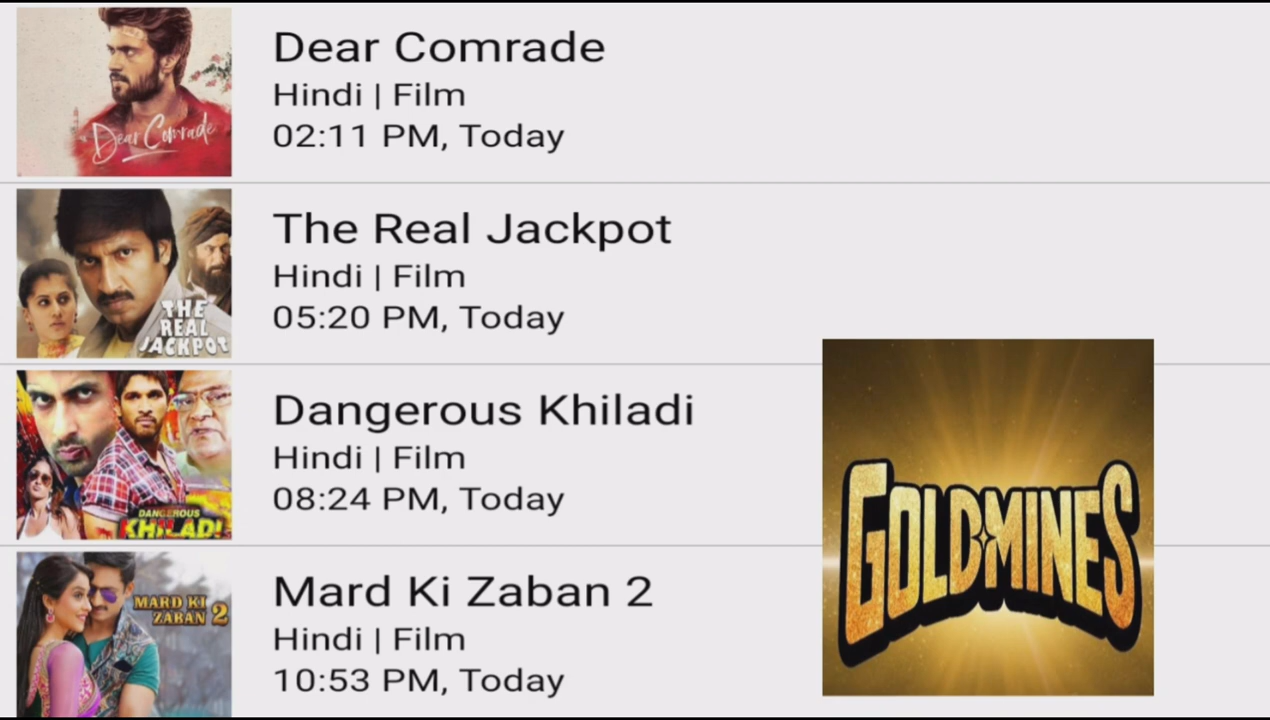 Dear Comrade
Dear Comrade
Hindi | Film
02:11 PM, Today
THE
REAL
JACKPOT
The Real Jackpot
Hindi | Film
05:20 PM, Today
DANGEROUS
KHILADI
Dangerous Khiladi
Hindi | Film
08:24 PM, Today
MARD KI
ZABAN 2
Mard Ki Zaban 2
Hindi | Film
10:53 PM, Today
GOLDMINES